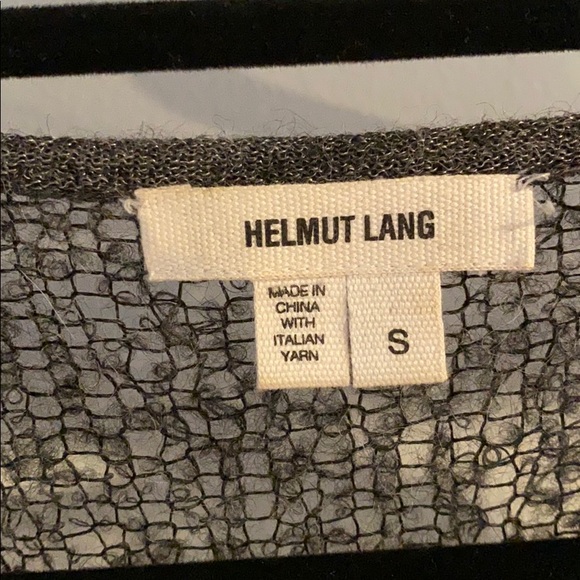 HELMUT LANG
MADE IN
CHINA
WITH
ITALIAN
YARN
S